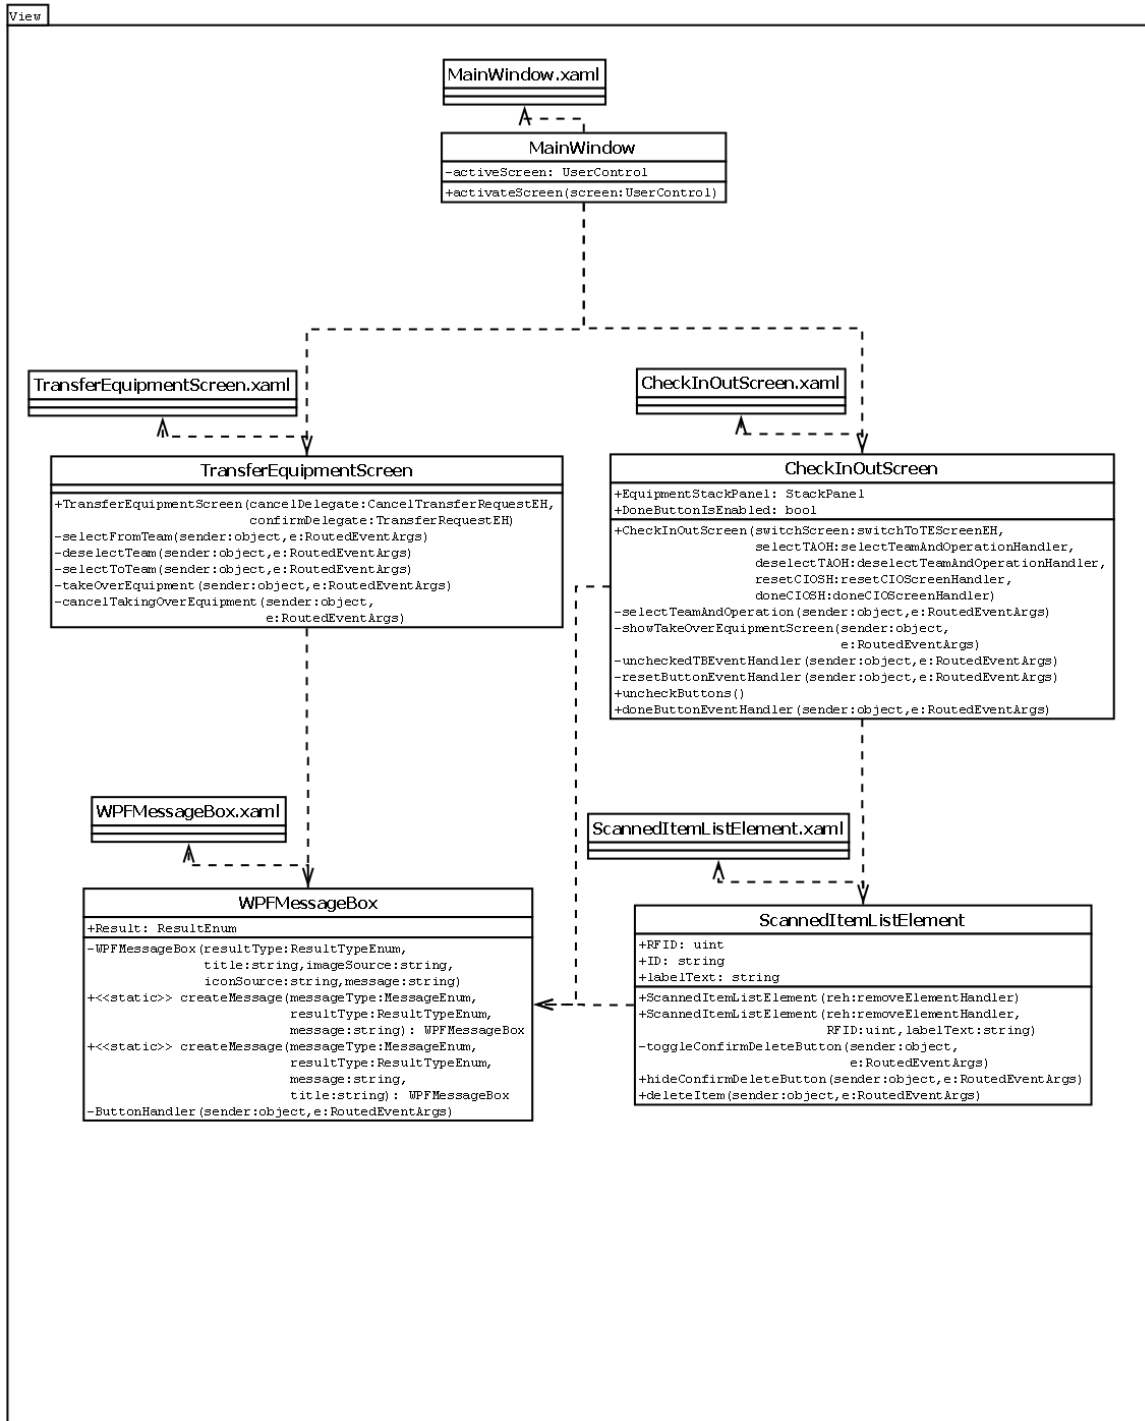 View
MainWindow.xaml
MainWindow
-activeScreen: UserControl
+activateScreen(screen:UserControl)
TransferEquipmentScreen.xaml
CheckInOutScreen.xaml
TransferEquipmentScreen
+TransferEquipmentScreen(cancelDelegate:CancelTransferRequestEH,
confirmDelegate:TransferRequestEH)
-selectFromTeam(sender:object,e:RoutedEventArgs)
-deselectTeam(sender:object,e:RoutedEventArgs)
-selectToTeam(sender:object,e:RoutedEventArgs)
-takeOverEquipment(sender:object,e:RoutedEventArgs)
-cancelTakingOverEquipment(sender:object,
e:RoutedEventArgs)
CheckInOutScreen
+EquipmentStackPanel: StackPanel
+DoneButtonIsEnabled: bool
+CheckInOutScreen(switchScreen:switchToTEScreenEH,
selectTAOH:selectTeamAndOperationHandler,
deselectTAOH:deselectTeamAndOperationHandler,
resetCIOSH:resetCIOScreenHandler,
doneCIOSH:doneCIOScreenHandler)
-selectTeamAndOperation(sender:object,e:RoutedEventArgs)
-showTakeOverEquipmentScreen(sender:object,
e:RoutedEventArgs)
-uncheckedTBEventHandler(sender:object,e:RoutedEventArgs)
-resetButtonEventHandler(sender:object,e:RoutedEventArgs)
+uncheckButtons()
+doneButtonEventHandler(sender:object,e:RoutedEventArgs)
WPFMessageBox.xaml
ScannedItemListElement.xaml
WPFMessageBox
+Result: ResultEnum
-WPFMessageBox(resultType:ResultTypeEnum,
title:string,imageSource:string,
iconSource:string,message:string)
+<<static>> createMessage(messageType:MessageEnum,
resultType:ResultTypeEnum,
message:string): WPFMessageBox
+<<static>> createMessage(messageType:MessageEnum,
resultType:ResultTypeEnum,
message:string,
title:string): WPFMessageBox
-ButtonHandler(sender:object,e:RoutedEventArgs)
ScannedItemListElement
+RFID: uint
+ID: string
+labelText: string
+ScannedItemListElement(reh:removeElementHandler)
+ScannedItemListElement(reh:removeElementHandler,
RFID:uint,labelText:string)
-toggleConfirmDeleteButton(sender:object,
e:RoutedEventArgs)
+hideConfirmDeleteButton(sender:object,e:RoutedEventArgs)
+deleteItem(sender:object,e:RoutedEventArgs)